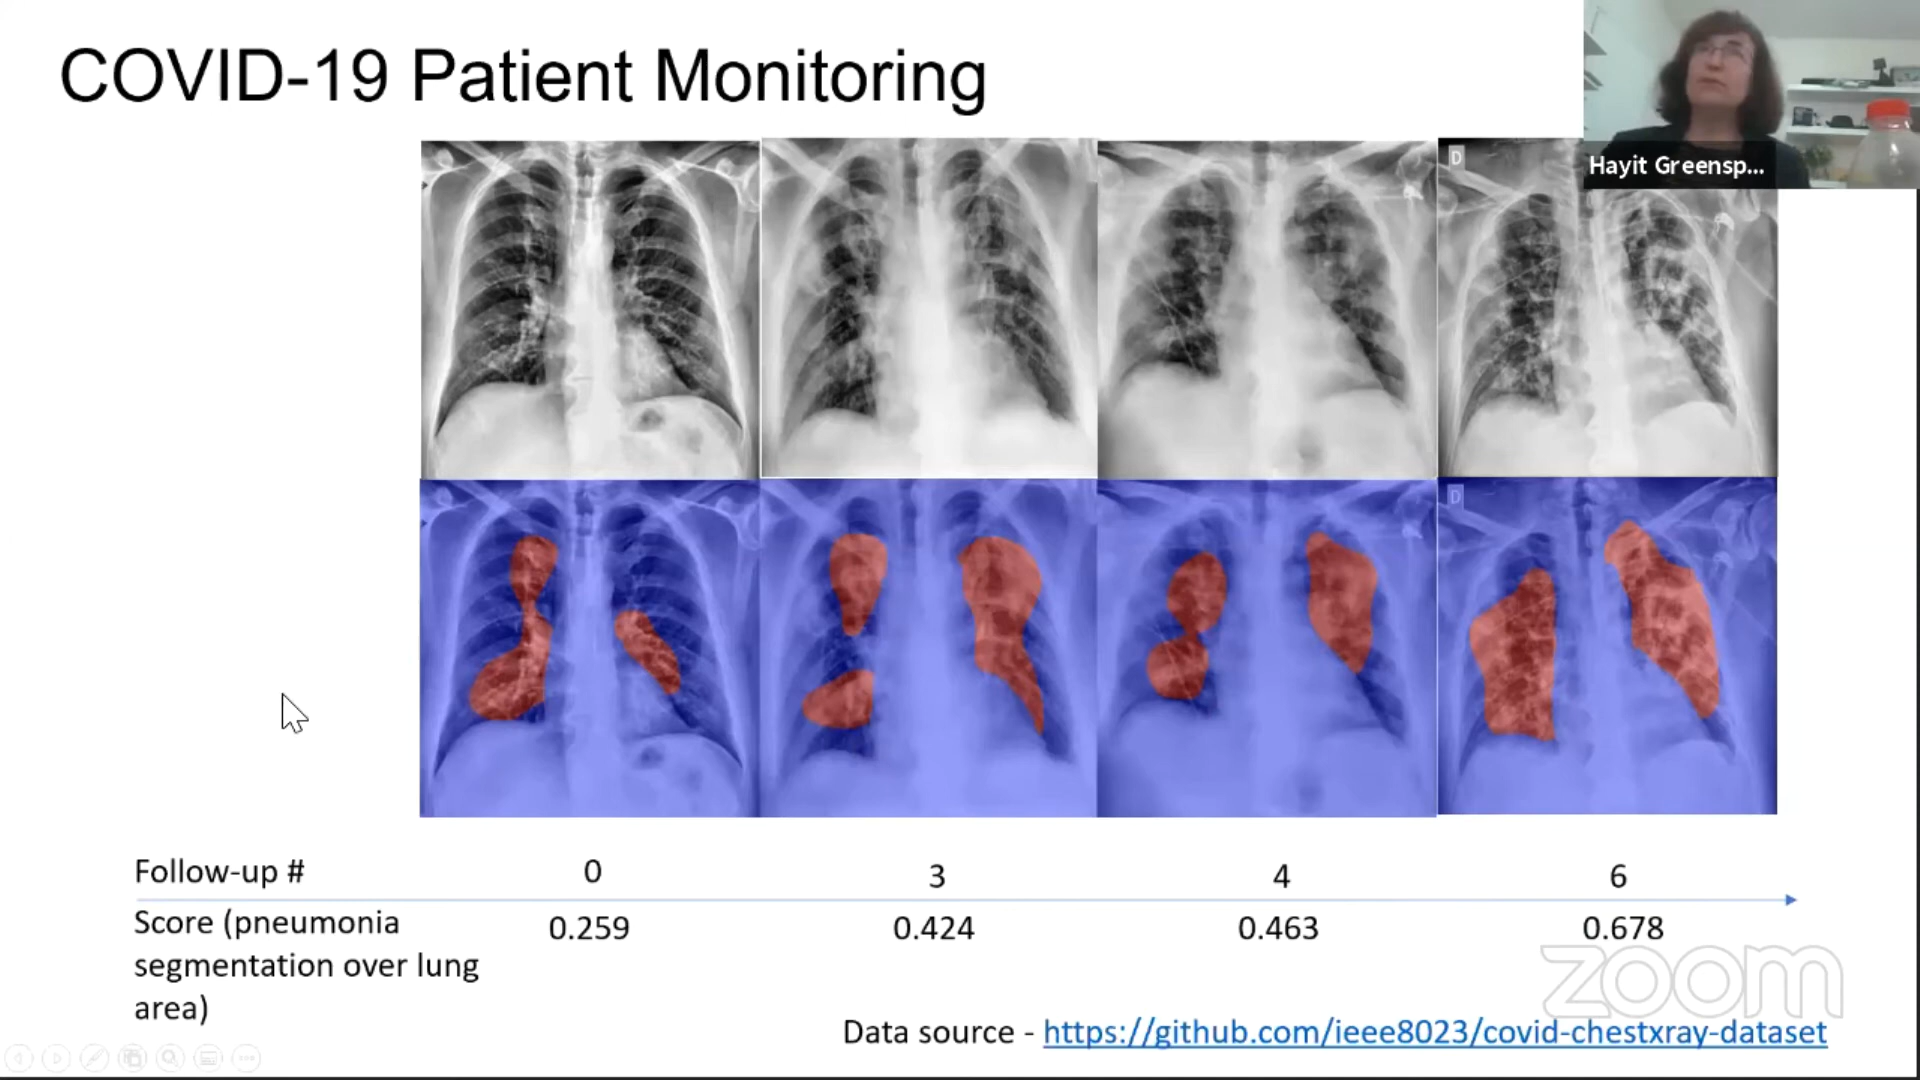 COVID-19 Patient Monitoring
Hayit Greensp...
D
D
Follow-up # 0 3 4 6
Score (pneumonia 0.259 0.424 0.463 0.678
segmentation over lung
area)
zoom
Data source - https://github.com/ieee8023/covid-chestxray-dataset